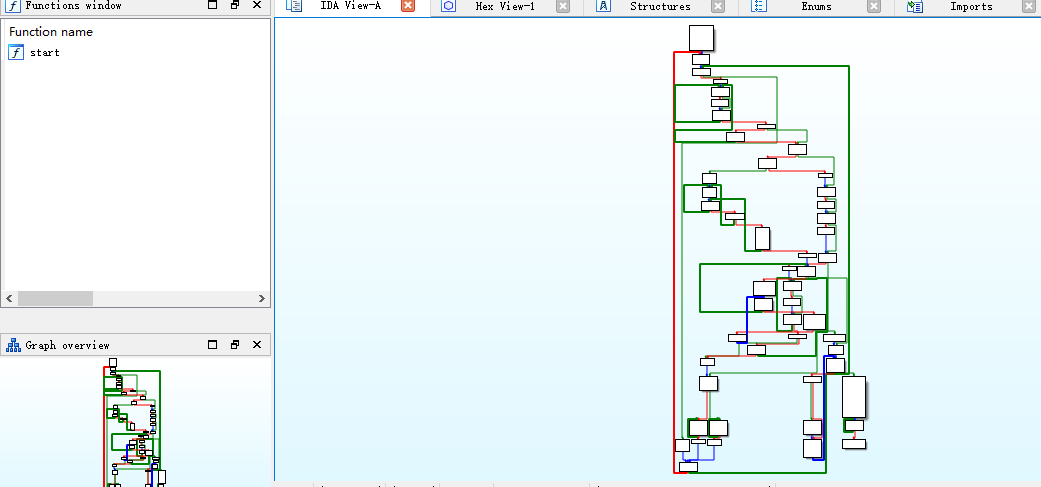 Functions window
IDA View-A
Hex View-1
Structures
Enums
Imports
Function name
start
Graph overview